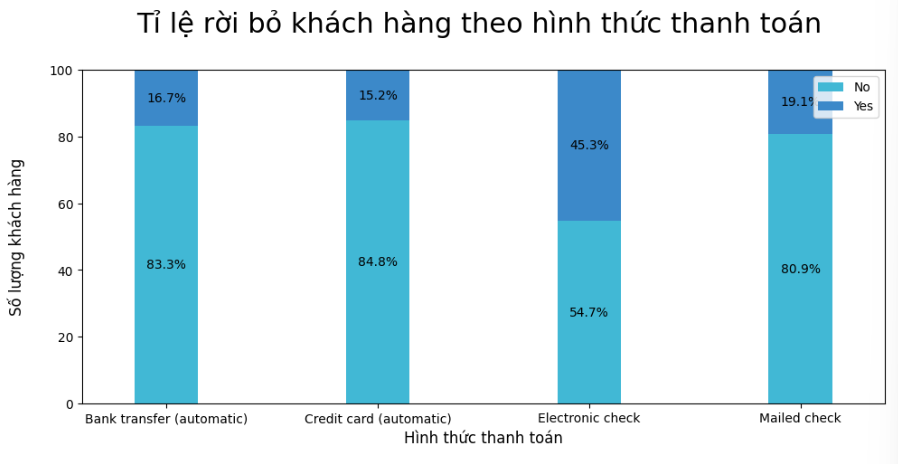 Tỉ lệ rời bỏ khách hàng theo hình thức thanh toán
Số lượng khách hàng
100
80
60
40
20
0
16.7%
15.2%
45.3%
19.1%
83.3%
84.8%
54.7%
80.9%
No
Yes
Bank transfer (automatic)
Credit card (automatic)
Electronic check
Mailed check
Hình thức thanh toán